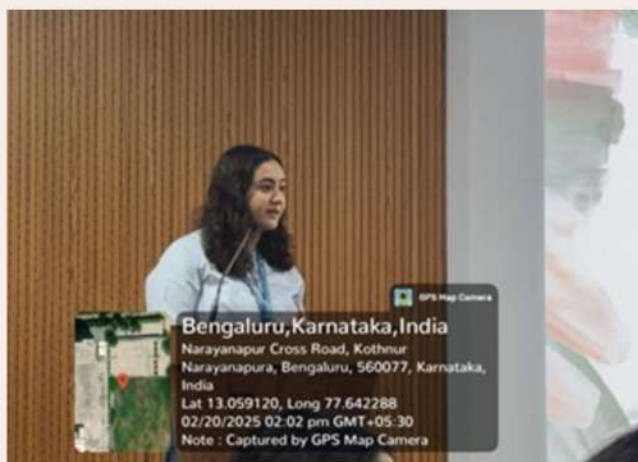 GPS Map Camera
Bengaluru,Karnataka,India
Narayanapur Cross Road, Kothnur
Narayanapura, Bengaluru, 560077, Karnataka,
India
Lat 13.059120, Long 77.642288
02/20/2025 02:02 pm GMT+05:30
Note : Captured by GPS Map Camera